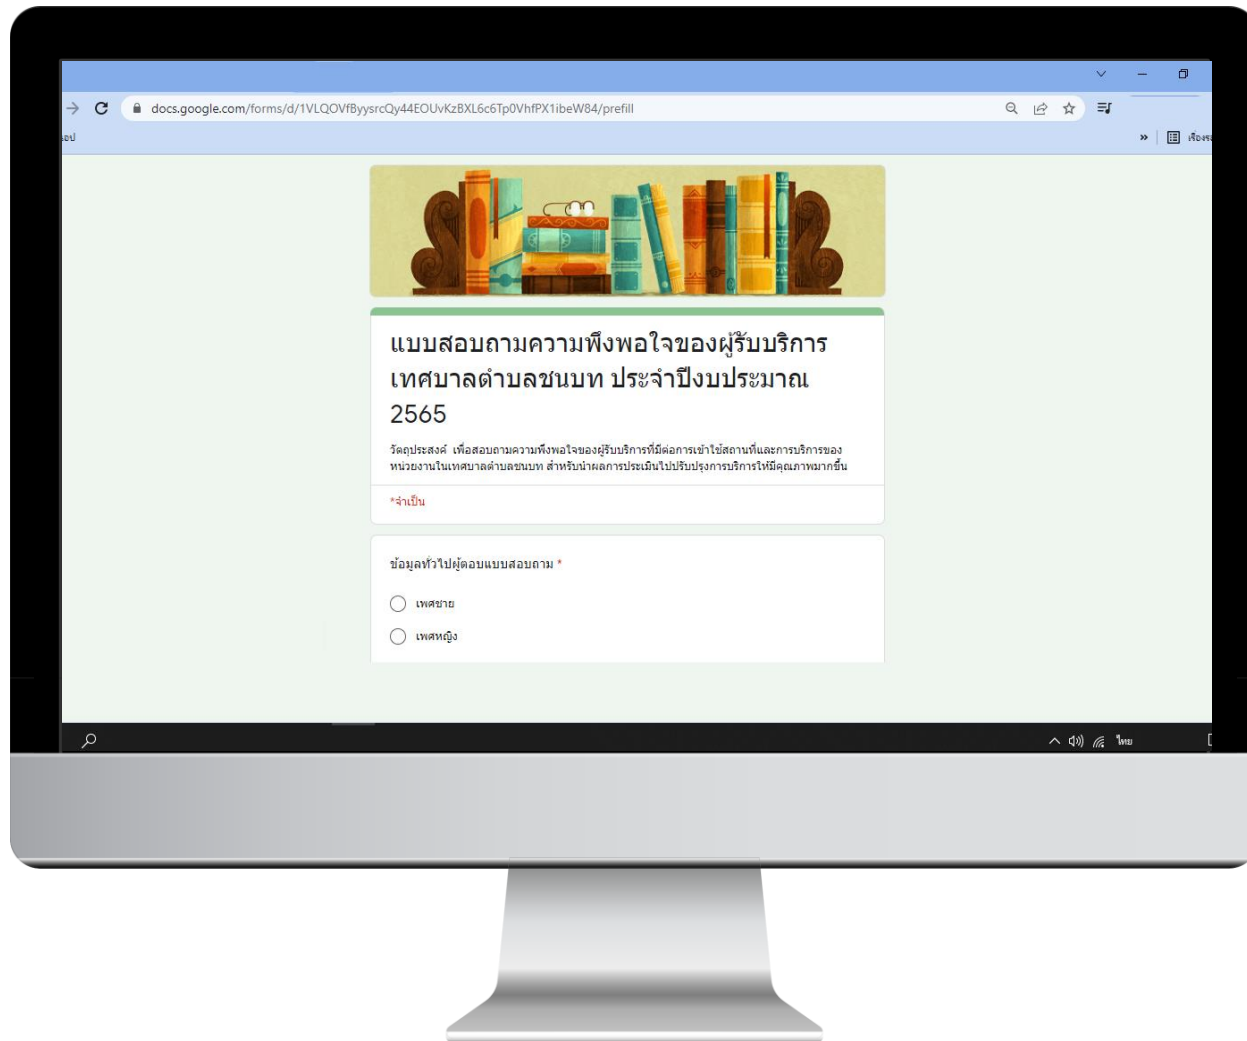 docs.google.com/forms/d/1VLQOVfByysrcQy44EOUvKzBXL6c6Tp0VhfPX1ibeW84/prefill
แบบสอบถามความพึงพอใจของผู้รับบริการ
เทศบาลตำบลชนบท ประจำปีงบประมาณ
2565
วัตถุประสงค์ เพื่อสอบถามความพึงพอใจของผู้รับบริการที่มีต่อการเข้าใช้สถานที่และการบริการของ
หน่วยงานในเทศบาลตำบลชนบท สำหรับนำผลการประเมินไปปรับปรุงการบริการให้มีคุณภาพมากขึ้น
*จำเป็น
ข้อมูลทั่วไปผู้ตอบแบบสอบถาม *
เพศชาย
เพศหญิง
ไทย